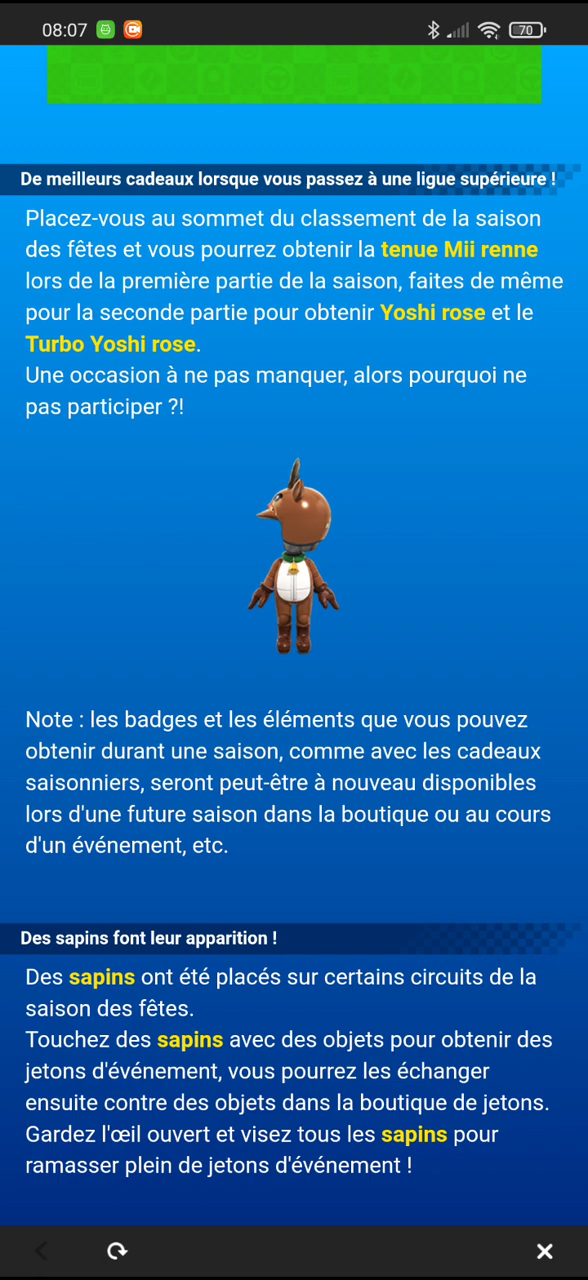 08:07
70
De meilleurs cadeaux lorsque vous passez à une ligue supérieure !
Placez-vous au sommet du classement de la saison
des fêtes et vous pourrez obtenir la tenue Mii renne
lors de la première partie de la saison, faites de même
pour la seconde partie pour obtenir Yoshi rose et le
Turbo Yoshi rose.
Une occasion à ne pas manquer, alors pourquoi ne
pas participer ?!
Note : les badges et les éléments que vous pouvez
obtenir durant une saison, comme avec les cadeaux
saisonniers, seront peut-être à nouveau disponibles
lors d'une future saison dans la boutique ou au cours
d'un événement, etc.
Des sapins font leur apparition !
Des sapins ont été placés sur certains circuits de la
saison des fêtes.
Touchez des sapins avec des objets pour obtenir des
jetons d'événement, vous pourrez les échanger
ensuite contre des objets dans la boutique de jetons.
Gardez l'œil ouvert et visez tous les sapins pour
ramasser plein de jetons d'événement !